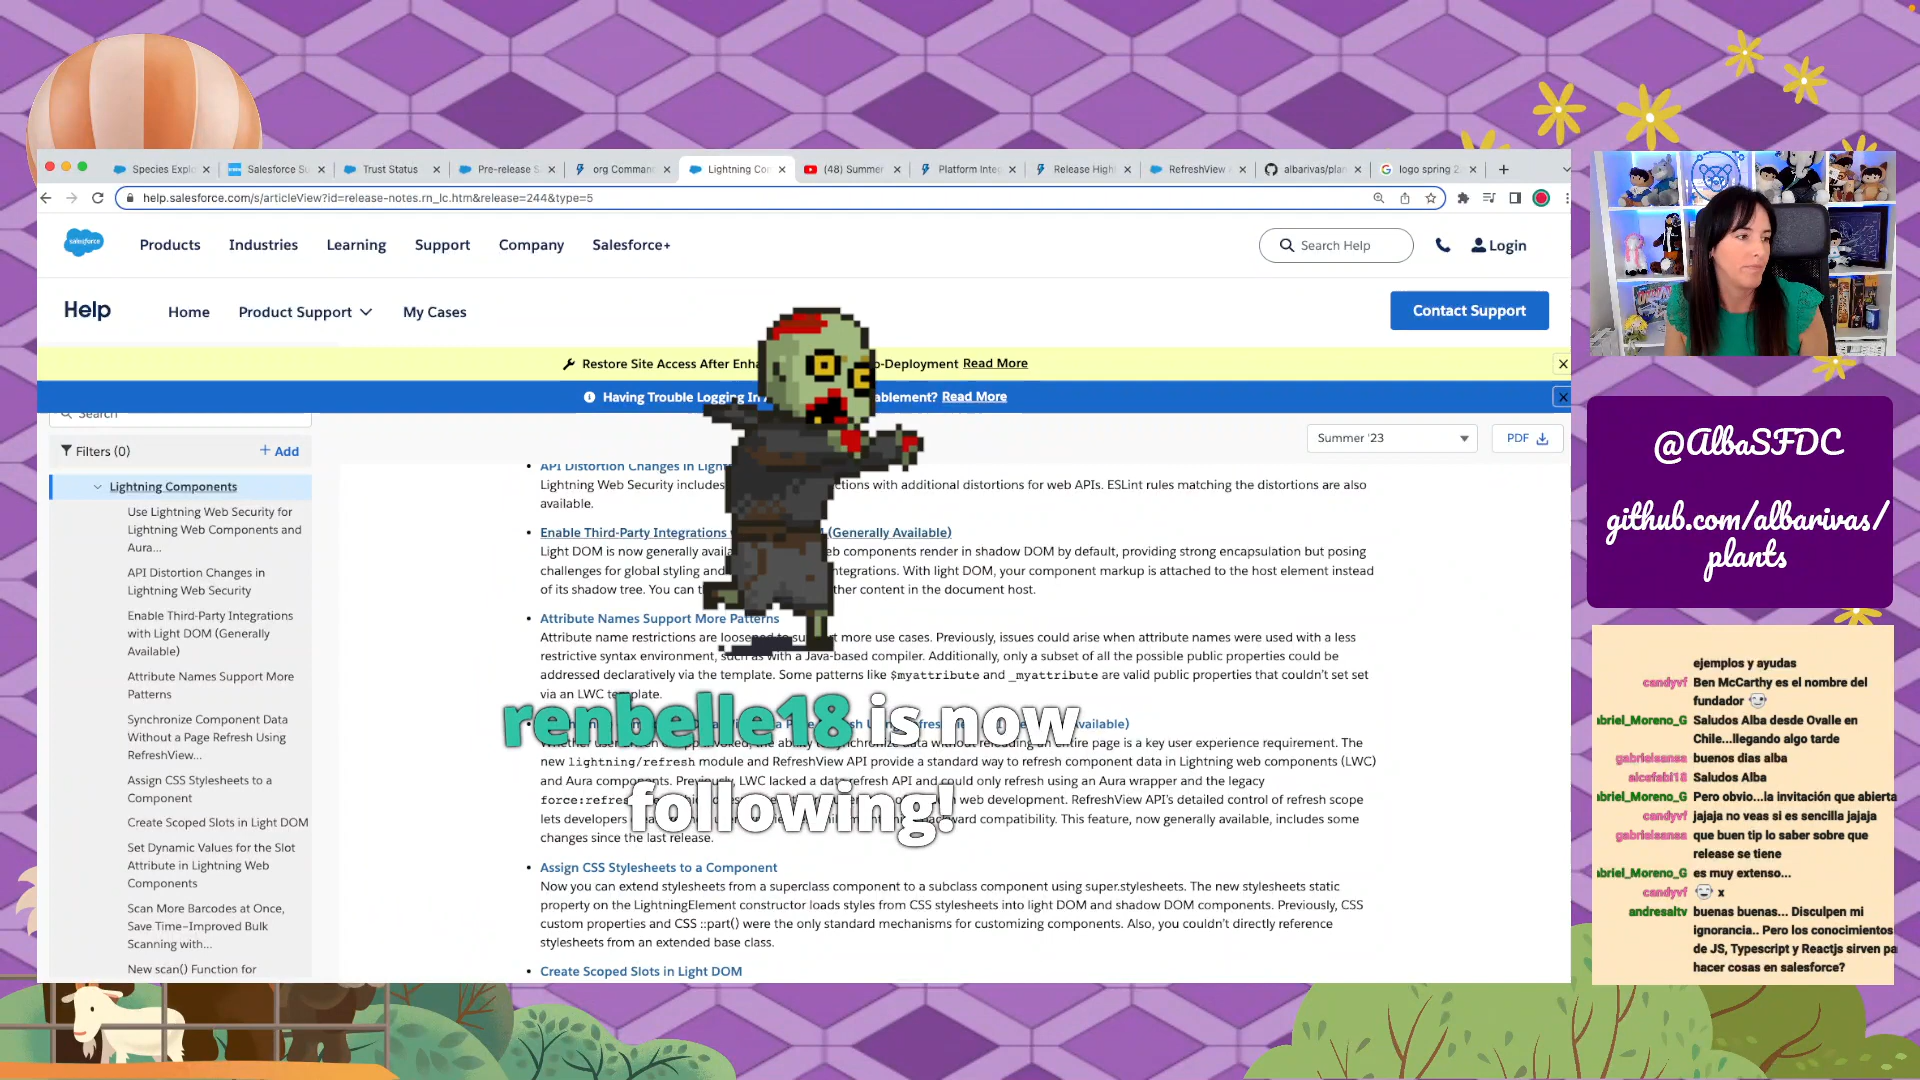 Species Explo
Salesforce Su
Trust Status
Pre-release S
org Comman
Lightning Co
(48) Summer
Platform Inte
Release High
RefreshView
albarivas/plan
logo spring 2
help.salesforce.com/s/articleView?id=release-notes.rn_lc.htm&release=244&type=5
salesforce
Products
Industries
Learning
Support
Company
Salesforce+
Search Help
Login
Help
Home
Product Support
My Cases
Contact Support
Restore Site Access After Enha o-Deployment Read More
Having Trouble Logging In ablement? Read More
Search
Filters (0)
+ Add
Summer '23
PDF
Lightning Components
Use Lightning Web Security for
Lightning Web Components and
Aura...
API Distortion Changes in
Lightning Web Security
Enable Third-Party Integrations
with Light DOM (Generally
Available)
Attribute Names Support More
Patterns
Synchronize Component Data
Without a Page Refresh Using
RefreshView...
Assign CSS Stylesheets to a
Component
Create Scoped Slots in Light DOM
Set Dynamic Values for the Slot
Attribute in Lightning Web
Components
Scan More Barcodes at Once,
Save Time–Improved Bulk
Scanning with...
New scan() Function for
API Distortion Changes in Light
Lightning Web Security includes ctions with additional distortions for web APIs. ESLint rules matching the distortions are also
available.
Enable Third-Party Integrations (Generally Available)
Light DOM is now generally avail eb components render in shadow DOM by default, providing strong encapsulation but posing
challenges for global styling and ntegrations. With light DOM, your component markup is attached to the host element instead
of its shadow tree. You can t ther content in the document host.
Attribute Names Support More Patterns
Attribute name restrictions are loosened to support more use cases. Previously, issues could arise when attribute names were used with a less
restrictive syntax environment, such as with a Java-based compiler. Additionally, only a subset of all the possible public properties could be
addressed declaratively via the template. Some patterns like $myattribute and _myattribute are valid public properties that couldn't set set
via an LWC template.
renbelle18 is now
following!
Available)
entire page is a key user experience requirement. The
new lightning/refresh module and RefreshView API provide a standard way to refresh component data in Lightning web components (LWC)
and Aura components. Previously, LWC lacked a data refresh API and could only refresh using an Aura wrapper and the legacy
force:refres web development. RefreshView API's detailed control of refresh scope
lets developers compatibility. This feature, now generally available, includes some
changes since the last release.
Assign CSS Stylesheets to a Component
Now you can extend stylesheets from a superclass component to a subclass component using super.stylesheets. The new stylesheets static
property on the LightningElement constructor loads styles from CSS stylesheets into light DOM and shadow DOM components. Previously, CSS
custom properties and CSS ::part() were the only standard mechanisms for customizing components. Also, you couldn't directly reference
stylesheets from an extended base class.
Create Scoped Slots in Light DOM
@AlbaSFDC
github.com/albarivas/
plants
ejemplos y ayudas
candyvf Ben McCarthy es el nombre del
fundador
abriel_Moreno_G Saludos Alba desde Ovalle en
Chile...llegando algo tarde
gabrielsansa buenos dias alba
alcsfabi18 Saludos Alba
abriel_Moreno_G Pero obvio...la invitación que abierta
candyvf jajaja no veas si es sencilla jajaja
gabrielsansa que buen tip lo saber sobre que
release se tiene
abriel_Moreno_G es muy extenso...
candyvf x
andresaltv buenas buenas... Disculpen mi
ignorancia.. Pero los conocimientos
de JS, Typescript y Reactjs sirven pa
hacer cosas en salesforce?